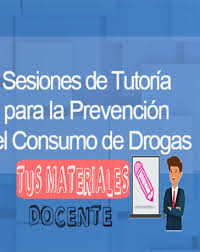 Sesiones de Tutoría
para la Prevención
el Consumo de Drogas
TUS MATERIALES
DOCENTE